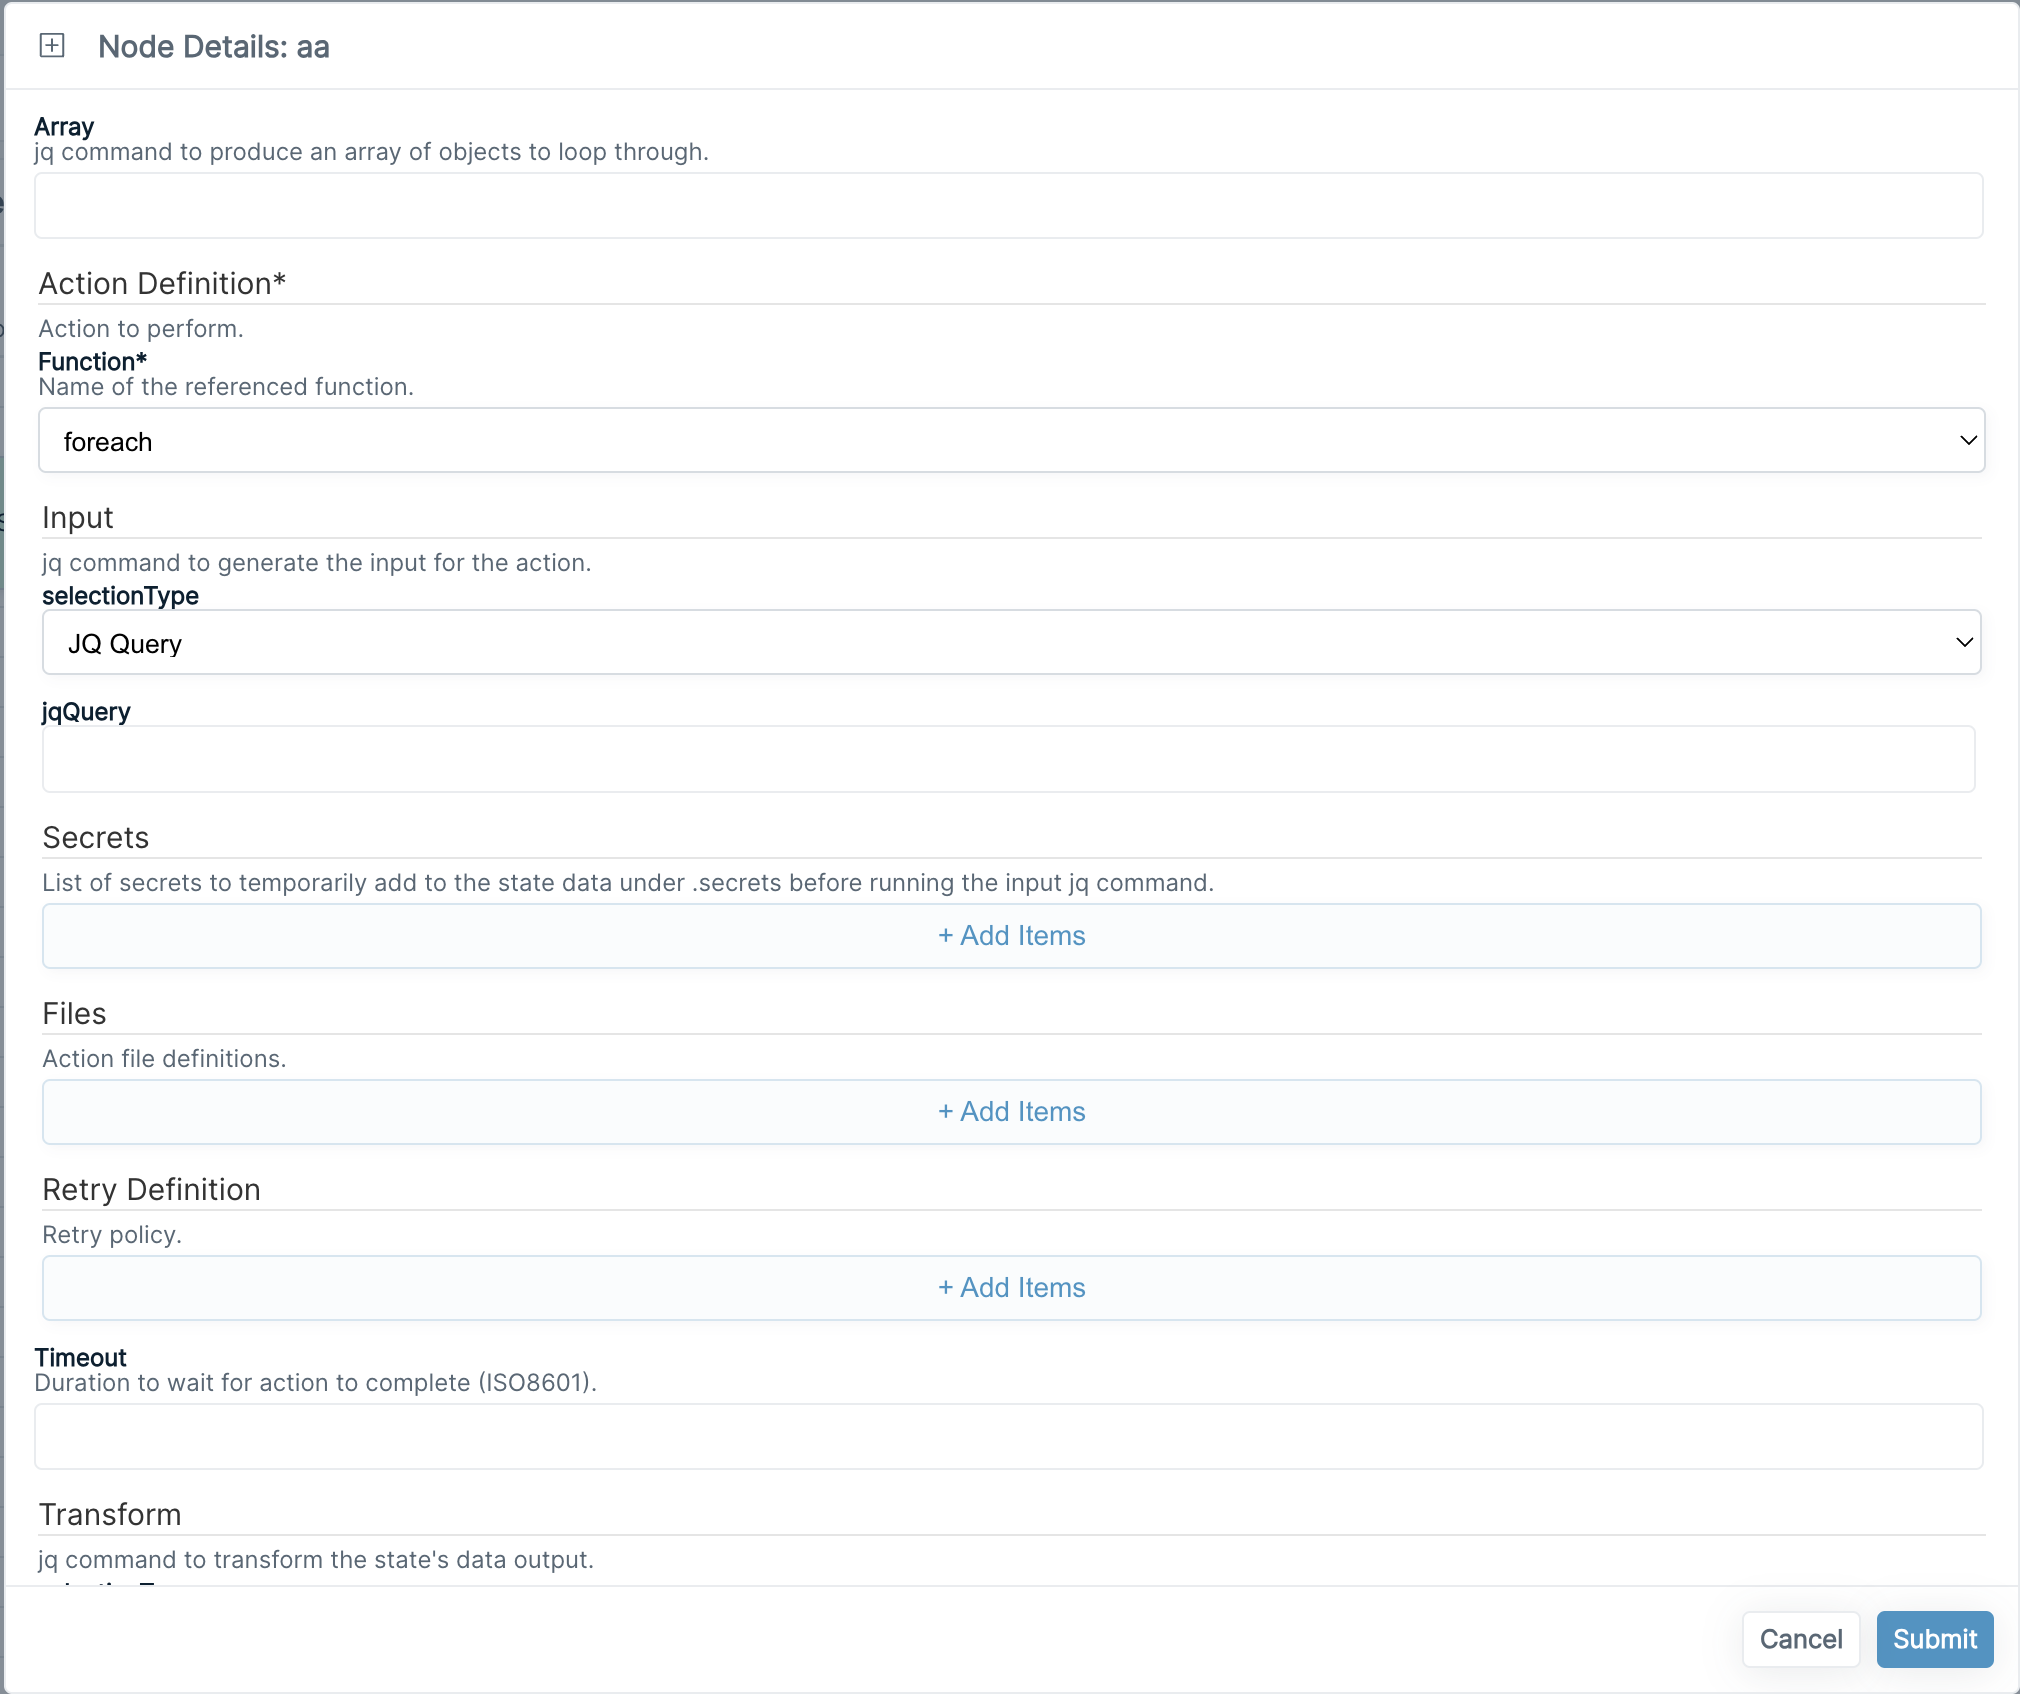 Node Details: aa
Array
jq command to produce an array of objects to loop through.
Action Definition*
Action to perform.
Function*
Name of the referenced function.
foreach
Input
jq command to generate the input for the action.
selectionType
JQ Query
jqQuery
Secrets
List of secrets to temporarily add to the state data under .secrets before running the input jq command.
+ Add Items
Files
Action file definitions.
+ Add Items
Retry Definition
Retry policy.
+ Add Items
Timeout
Duration to wait for action to complete (ISO8601).
Transform
jq command to transform the state's data output.
Cancel
Submit